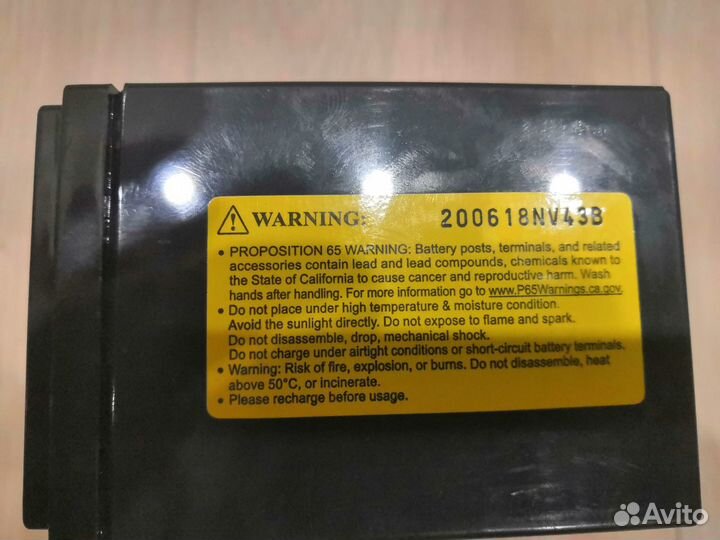 WARNING: 200618NV43B
• PROPOSITION 65 WARNING: Battery posts, terminals, and related
accessories contain lead and lead compounds, chemicals known to
the State of California to cause cancer and reproductive harm. Wash
hands after handling. For more information go to www.P65Warnings.ca.gov.
• Do not place under high temperature & moisture condition.
Avoid the sunlight directly. Do not expose to flame and spark.
Do not disassemble, drop, mechanical shock.
Do not charge under airtight conditions or short-circuit battery terminals.
• Warning: Risk of fire, explosion, or burns. Do not disassemble, heat
above 50°C, or incinerate.
• Please recharge before usage.
Avito